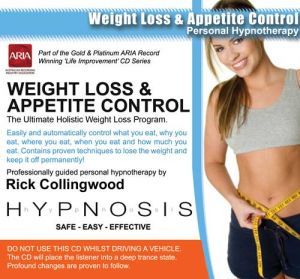 Weight Loss & Appetite Control
Personal Hypnotherapy
ARIA
Part of the Gold & Platinum ARIA Record
Winning 'Life Improvement' CD Series
WEIGHT LOSS &
APPETITE CONTROL
The Ultimate Holistic Weight Loss Program.
Easily and automatically control what you eat, why you
eat, where you eat, when you eat and how much you
eat. Contains proven techniques to lose the weight and
keep it off permanently!
Professionally guided personal hypnotherapy by
Rick Collingwood
HYPNOSIS
SAFE - EASY - EFFECTIVE
DO NOT USE THIS CD WHILST DRIVING A VEHICLE.
The CD will place the listener into a deep trance state.
Profound changes are proven to follow.